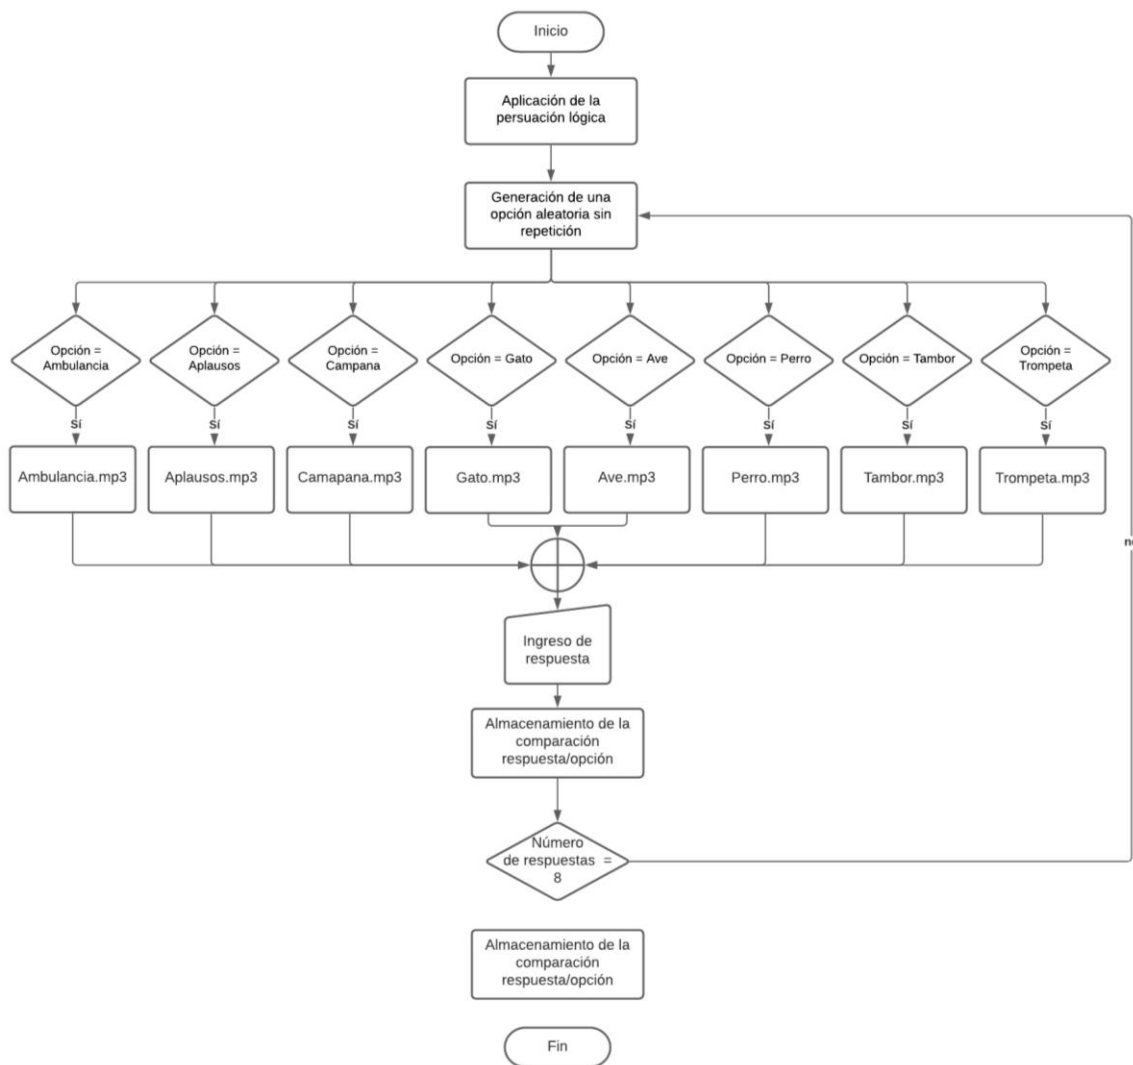 Inicio
Aplicación de la
persuación lógica
Generación de una
opción aleatoria sin
repetición
Opción =
Ambulancia
Opción =
Aplausos
Opción =
Campana
Opción = Gato
Opción = Ave
Opción = Perro
Opción = Tambor
Opción =
Trompeta
Sí
Sí
Sí
Sí
Sí
Sí
Sí
Sí
Ambulancia.mp3
Aplausos.mp3
Camapana.mp3
Gato.mp3
Ave.mp3
Perro.mp3
Tambor.mp3
Trompeta.mp3
Ingreso de
respuesta
Almacenamiento de la
comparación
respuesta/opción
Número
de respuestas =
8
Almacenamiento de la
comparación
respuesta/opción
Fin